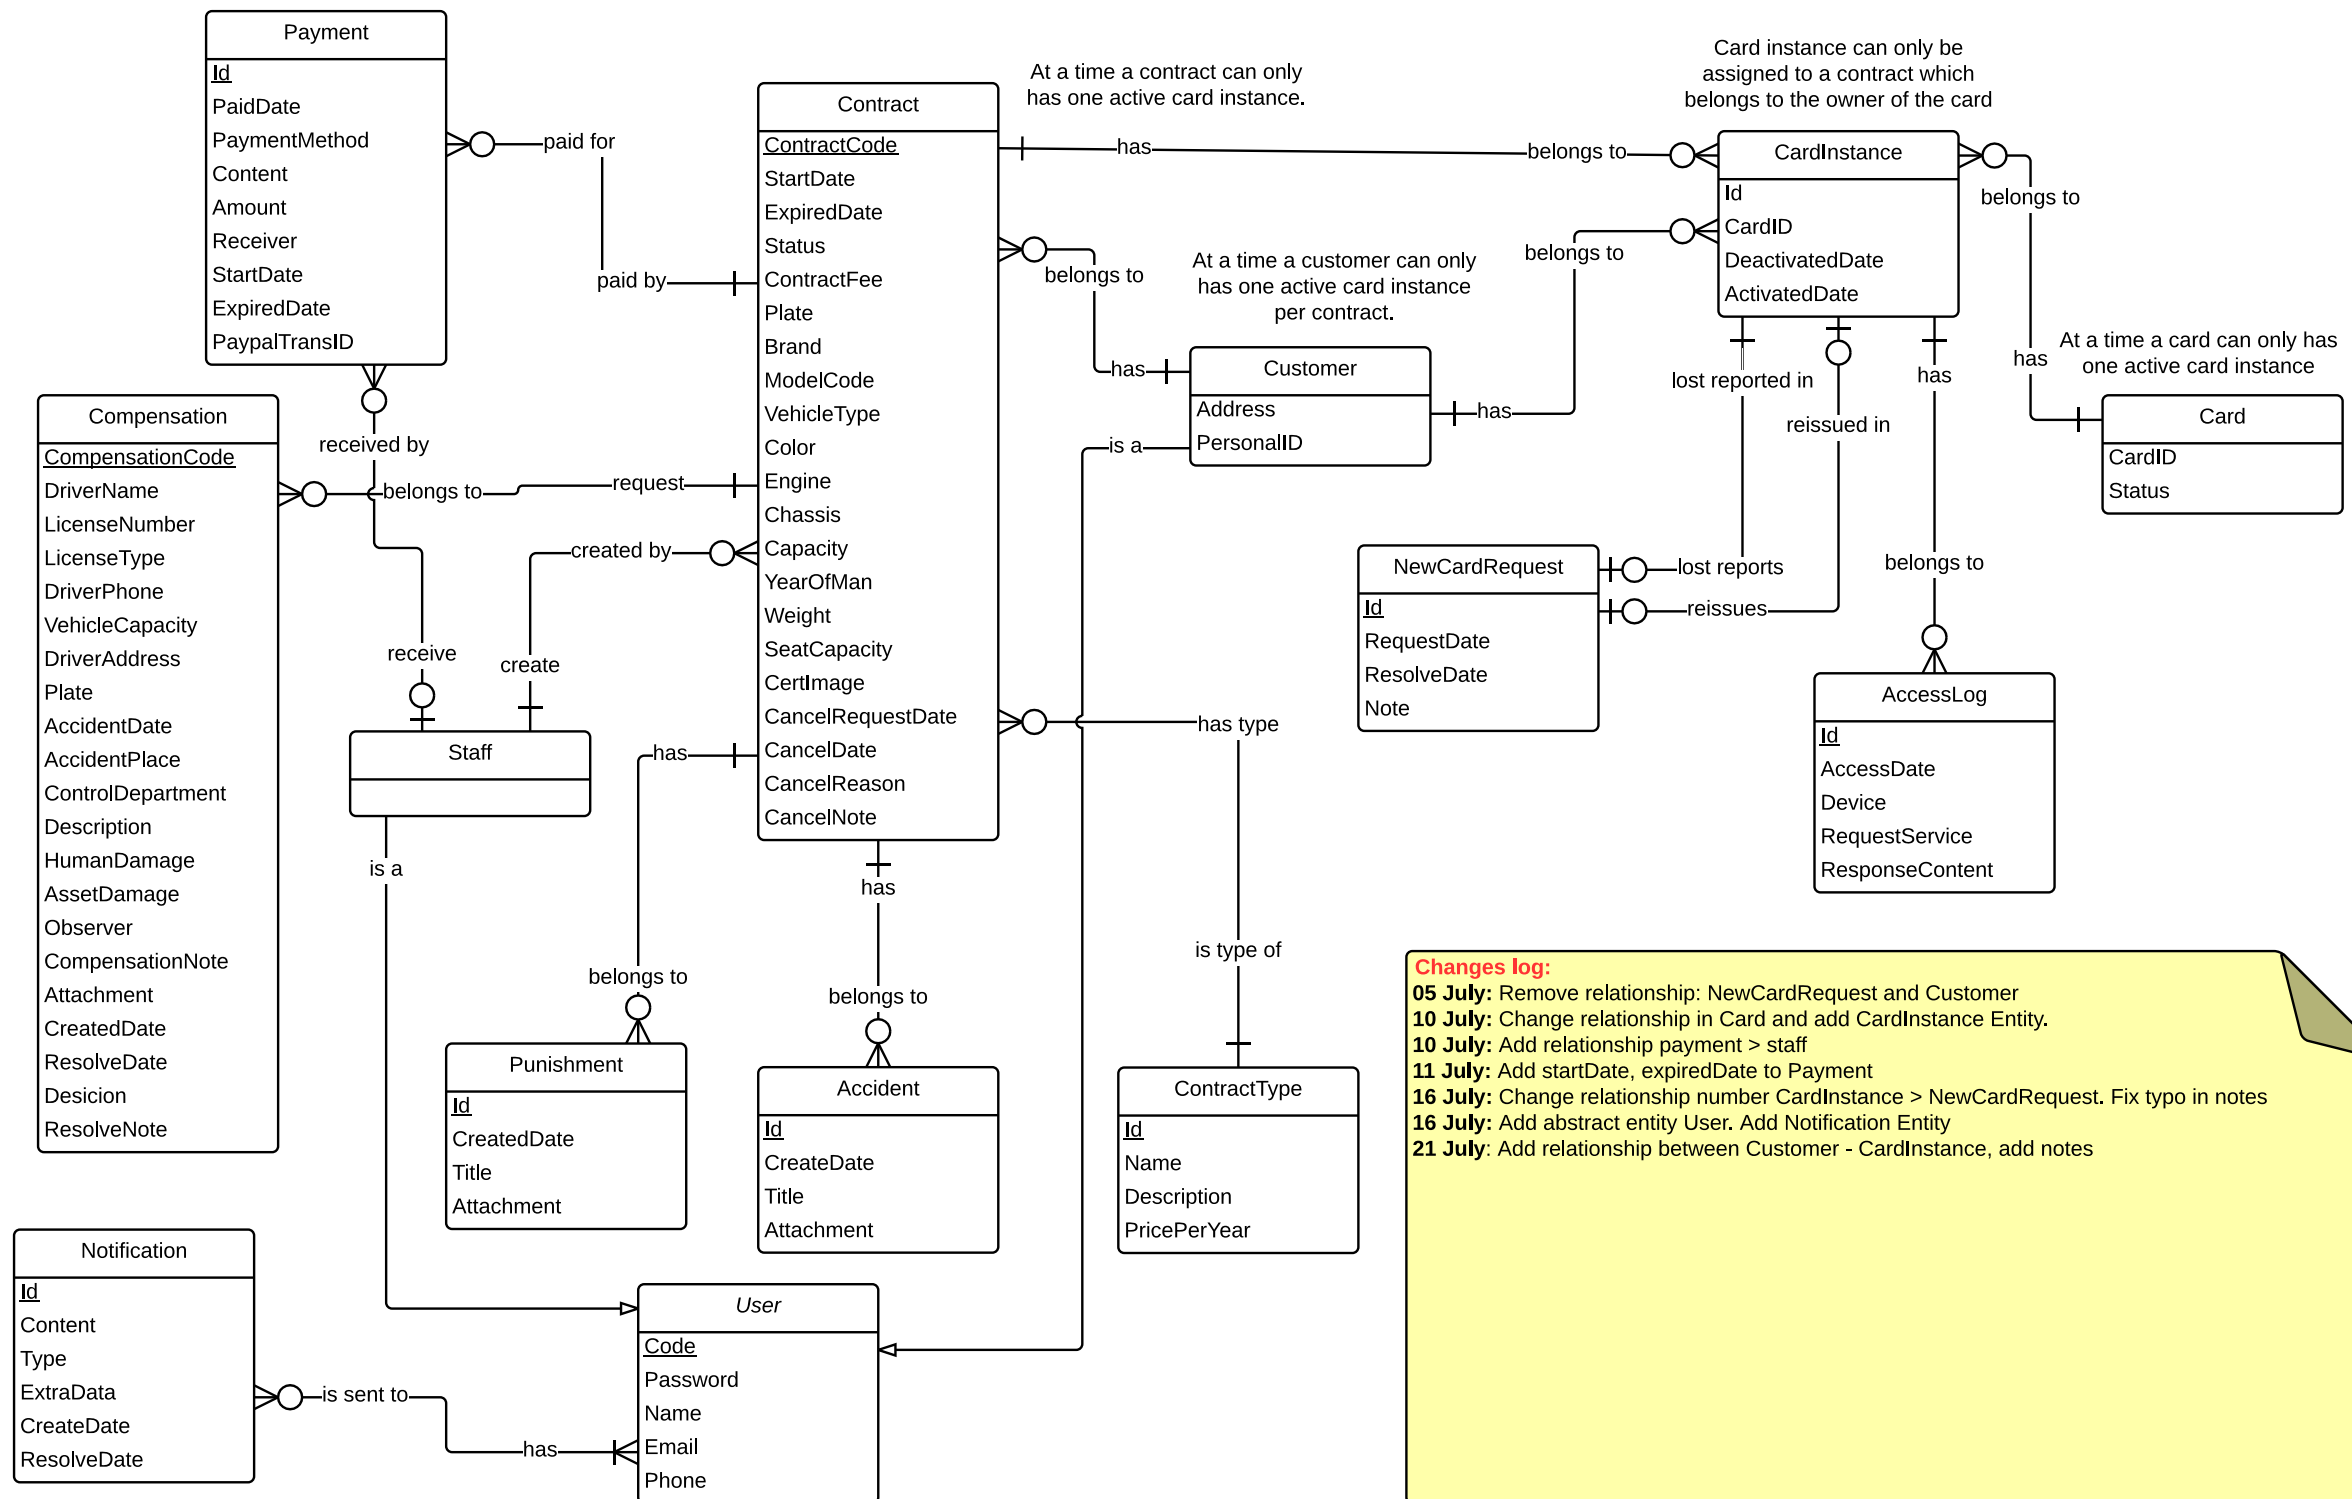 Payment
Id
PaidDate
PaymentMethod
Content
Amount
Receiver
StartDate
ExpiredDate
PaypalTransID
paid for
paid by
received by
receive
Contract
ContractCode
StartDate
ExpiredDate
Status
ContractFee
Plate
Brand
ModelCode
VehicleType
Color
Engine
Chassis
Capacity
YearOfMan
Weight
SeatCapacity
CertImage
CancelRequestDate
CancelDate
CancelReason
CancelNote
At a time a contract can only
has one active card instance.
has
belongs to
Card instance can only be
assigned to a contract which
belongs to the owner of the card
CardInstance
Id
CardID
DeactivatedDate
ActivatedDate
belongs to
has
At a time a card can only has
one active card instance
Card
CardID
Status
belongs to
has
At a time a customer can only
has one active card instance
per contract.
Customer
Address
PersonalID
has
belongs to
is a
lost reported in
lost reports
reissued in
reissues
has
belongs to
NewCardRequest
Id
RequestDate
ResolveDate
Note
AccessLog
Id
AccessDate
Device
RequestService
ResponseContent
Compensation
CompensationCode
DriverName
LicenseNumber
LicenseType
DriverPhone
VehicleCapacity
DriverAddress
Plate
AccidentDate
AccidentPlace
ControlDepartment
Description
HumanDamage
AssetDamage
Observer
CompensationNote
Attachment
CreatedDate
ResolveDate
Desicion
ResolveNote
belongs to
request
created by
create
Staff
is a
has
belongs to
has
belongs to
has type
is type of
Punishment
Id
CreatedDate
Title
Attachment
Accident
Id
CreateDate
Title
Attachment
ContractType
Id
Name
Description
PricePerYear
Notification
Id
Content
Type
ExtraData
CreateDate
ResolveDate
is sent to
has
User
Code
Password
Name
Email
Phone
Changes log:
05 July: Remove relationship: NewCardRequest and Customer
10 July: Change relationship in Card and add CardInstance Entity.
10 July: Add relationship payment > staff
11 July: Add startDate, expiredDate to Payment
16 July: Change relationship number CardInstance > NewCardRequest. Fix typo in notes
16 July: Add abstract entity User. Add Notification Entity
21 July: Add relationship between Customer - CardInstance, add notes